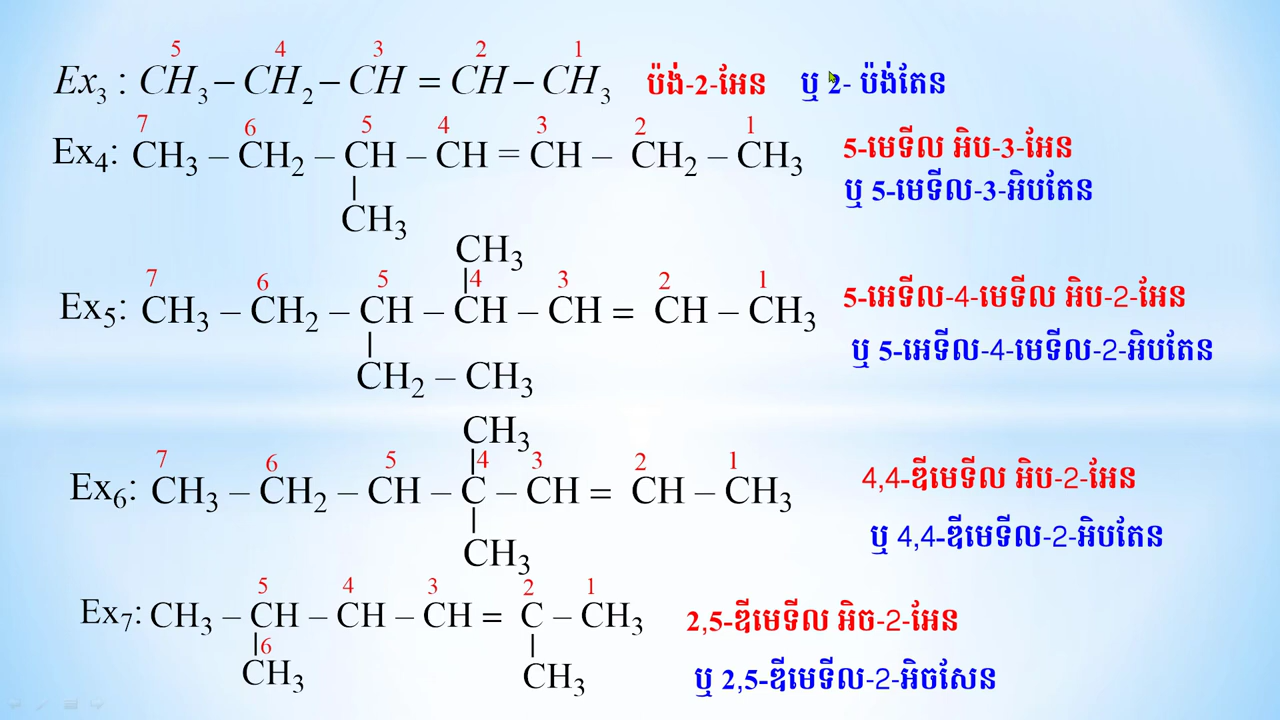 5 4 3 2 1
Ex₃ : CH₃ – CH₂ – CH = CH – CH₃ ប៉ង់-2-អែន ឬ 2- ប៉ង់តែន
7 6 5 4 3 2 1
Ex₄: CH₃ – CH₂ – CH – CH = CH – CH₂ – CH₃ 5-មេទីល អិប-3-អែន
ឬ 5-មេទីល-3-អិបតែន
CH₃
CH₃
7 6 5 4 3 2 1
Ex₅: CH₃ – CH₂ – CH – CH – CH = CH – CH₃ 5-អេទីល-4-មេទីល អិប-2-អែន
ឬ 5-អេទីល-4-មេទីល-2-អិបតែន
CH₂ – CH₃
CH₃
7 6 5 4 3 2 1
Ex₆: CH₃ – CH₂ – CH – C – CH = CH – CH₃ 4,4-ឌីមេទីល អិប-2-អែន
ឬ 4,4-ឌីមេទីល-2-អិបតែន
CH₃
5 4 3 2 1
Ex₇: CH₃ – CH – CH – CH = C – CH₃ 2,5-ឌីមេទីល អិច-2-អែន
6
CH₃ CH₃ ឬ 2,5-ឌីមេទីល-2-អិចសែន